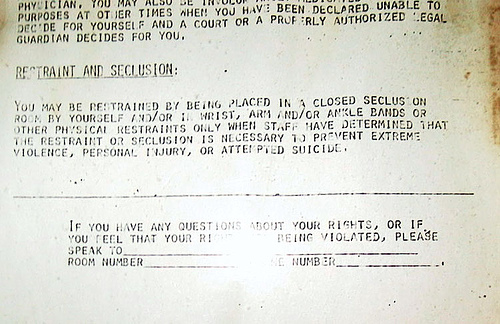 PHYSICIAN. YOU MAY ALSO BE
PURPOSES AT OTHER TIMES WHEN YOU HAVE BEEN DECLARED UNABLE TO
DECIDE FOR YOURSELF AND A COURT OR A PROPERLY AUTHORIZED LEGAL
GUARDIAN DECIDES FOR YOU.
RESTRAINT AND SECLUSION:
YOU MAY BE RESTRAINED BY BEING PLACED IN A CLOSED SECLUSION
ROOM BY YOURSELF AND/OR IN WRIST, ARM AND/OR ANKLE BANDS OR
OTHER PHYSICAL RESTRAINTS ONLY WHEN STAFF HAVE DETERMINED THAT
THE RESTRAINT OR SECLUSION IS NECESSARY TO PREVENT EXTREME
VIOLENCE, PERSONAL INJURY, OR ATTEMPTED SUICIDE.
IF YOU HAVE ANY QUESTIONS ABOUT YOUR RIGHTS, OR IF
YOU FEEL THAT YOUR BEING VIOLATED, PLEASE
SPEAK TO
ROOM NUMBER NUMBER .